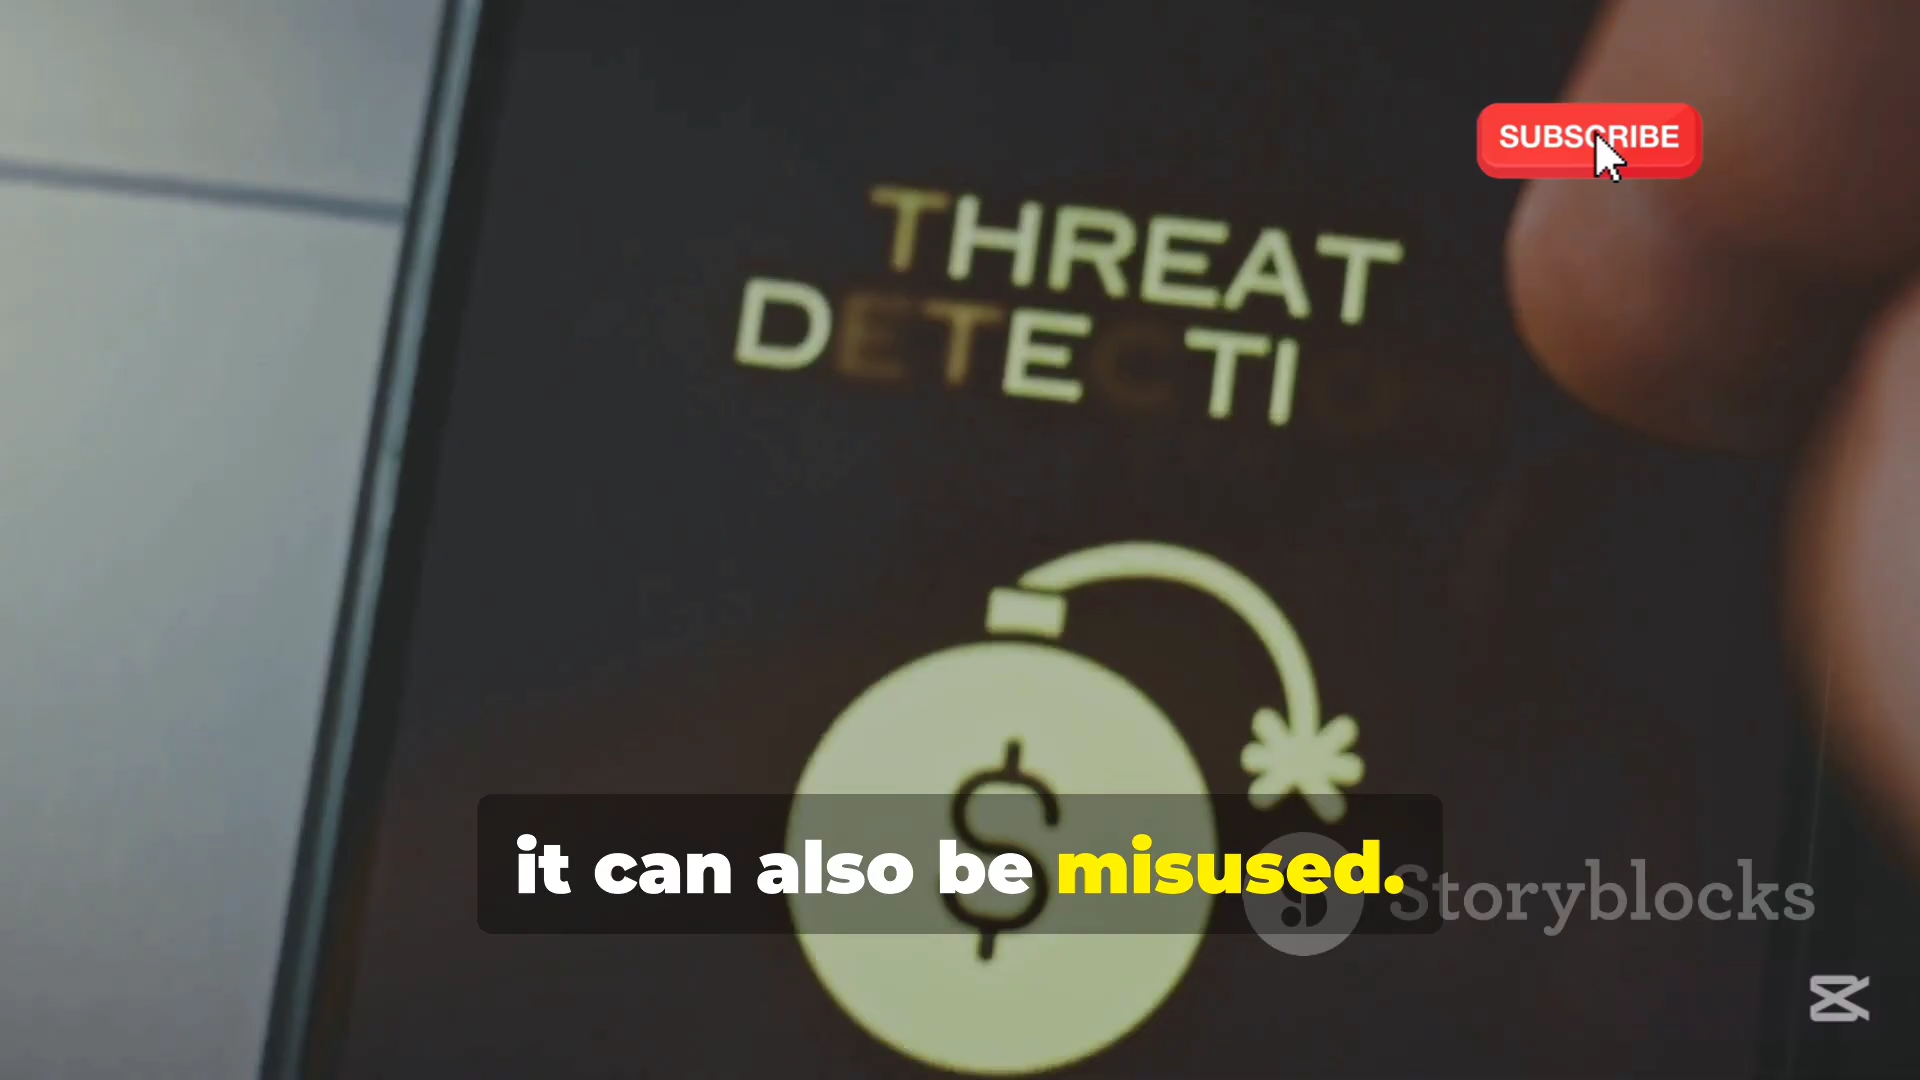 SUBSCRIBE
THREAT
DETECTI
$
it can also be misused.
Storyblocks